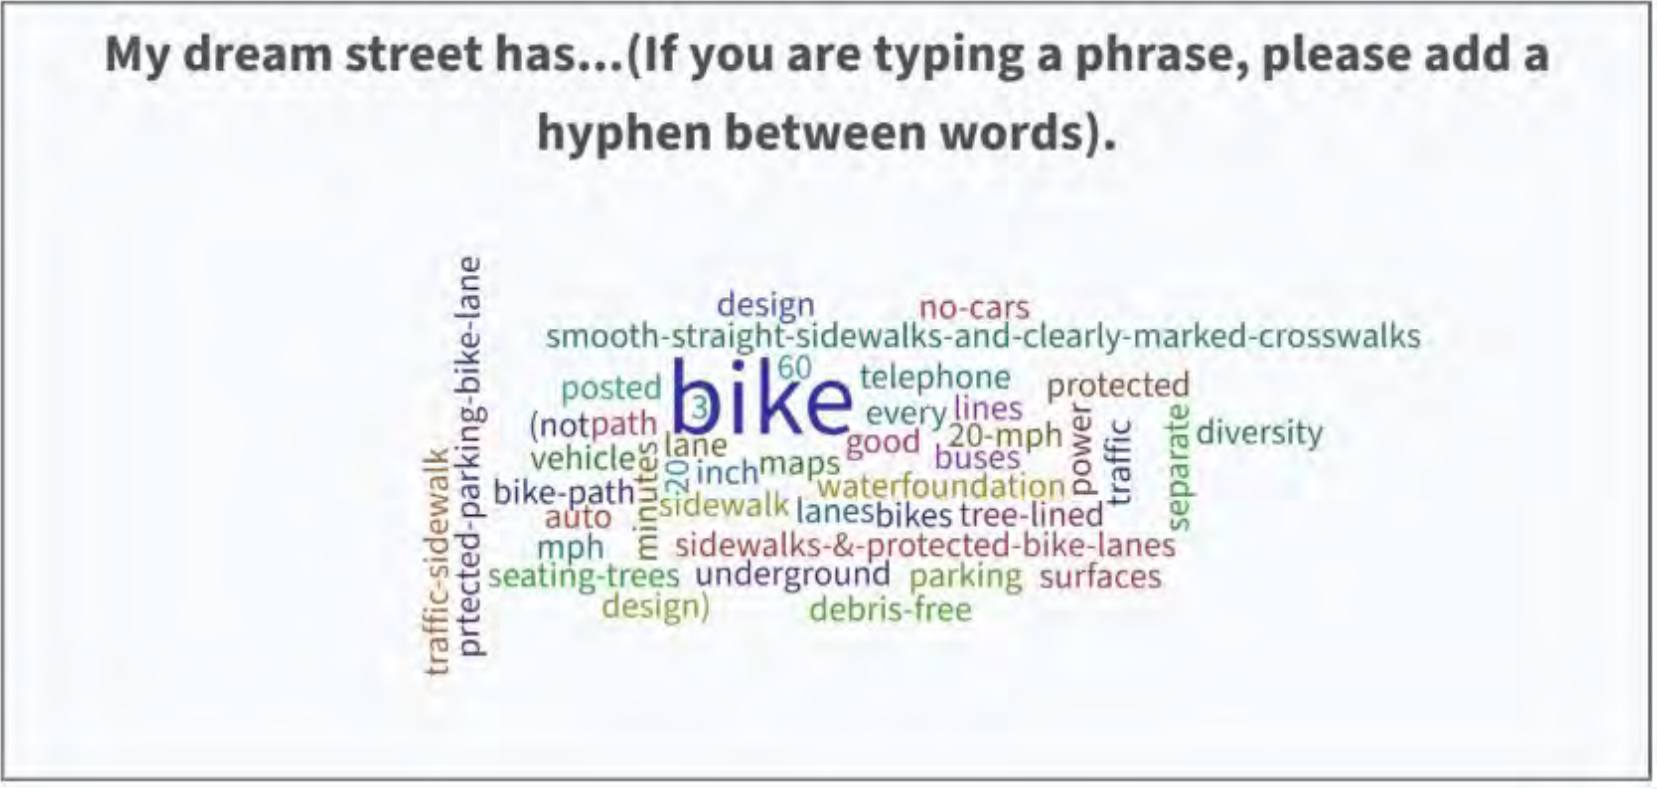 My dream street has...(If you are typing a phrase, please add a
hyphen between words).
design
no-cars
smooth-straight-sidewalks-and-clearly-marked-crosswalks
bike
60
3
posted
telephone
protected
(not
path
every
lines
lane
good
20-mph
power
traffic
separate
diversity
vehicles
minutes
20
inch
maps
buses
bike-path
waterfoundation
auto
sidewalk
lanes
bikes
tree-lined
mph
sidewalks-&-protected-bike-lanes
seating-trees
underground
parking
surfaces
design)
debris-free
traffic-sidewalk
prtected-parking-bike-lane